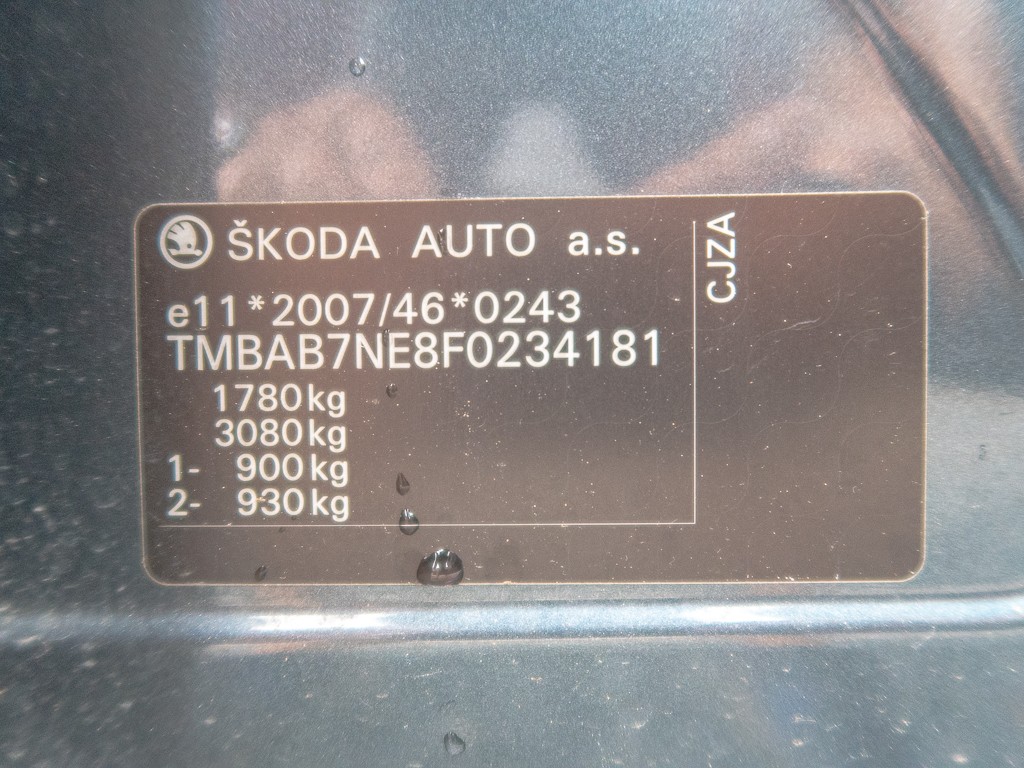 ŠKODA AUTO a.s.
e11*2007/46*0243
TMBAB7NE8F0234181
1780kg
3080kg
1- 900kg
2- 930kg
CJZA